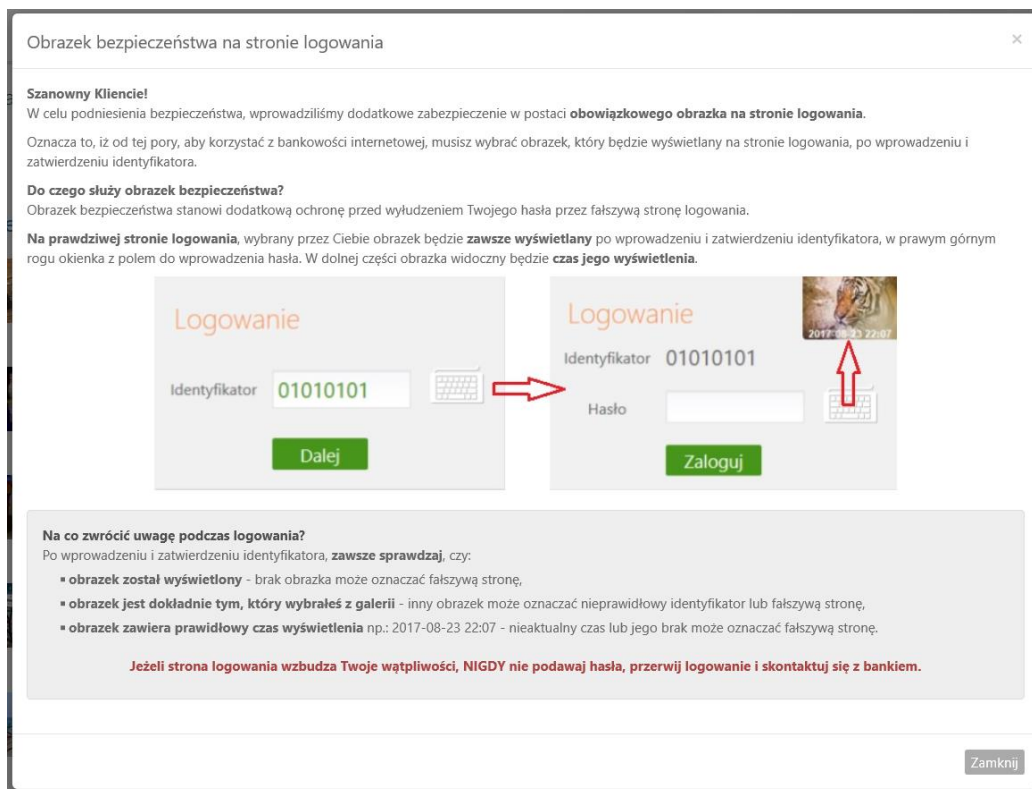 Obrazek bezpieczeństwa na stronie logowania
×
Szanowny Kliencie!
W celu podniesienia bezpieczeństwa, wprowadziliśmy dodatkowe zabezpieczenie w postaci obowiązkowego obrazka na stronie logowania.
Oznacza to, iż od tej pory, aby korzystać z bankowości internetowej, musisz wybrać obrazek, który będzie wyświetlany na stronie logowania, po wprowadzeniu i
zatwierdzeniu identyfikatora.
Do czego służy obrazek bezpieczeństwa?
Obrazek bezpieczeństwa stanowi dodatkową ochronę przed wyłudzeniem Twojego hasła przez fałszywą stronę logowania.
Na prawdziwej stronie logowania, wybrany przez Ciebie obrazek będzie zawsze wyświetlany po wprowadzeniu i zatwierdzeniu identyfikatora, w prawym górnym
rogu okienka z polem do wprowadzenia hasła. W dolnej części obrazka widoczny będzie czas jego wyświetlenia.
Logowanie
Identyfikator 01010101
Dalej
Logowanie
2017-08-23 22:07
Identyfikator 01010101
Hasło
Zaloguj
Na co zwrócić uwagę podczas logowania?
Po wprowadzeniu i zatwierdzeniu identyfikatora, zawsze sprawdzaj, czy:
▪ obrazek został wyświetlony - brak obrazka może oznaczać fałszywą stronę,
▪ obrazek jest dokładnie tym, który wybrałeś z galerii - inny obrazek może oznaczać nieprawidłowy identyfikator lub fałszywą stronę,
▪ obrazek zawiera prawidłowy czas wyświetlenia np.: 2017-08-23 22:07 - nieaktualny czas lub jego brak może oznaczać fałszywą stronę.
Jeżeli strona logowania wzbudza Twoje wątpliwości, NIGDY nie podawaj hasła, przerwij logowanie i skontaktuj się z bankiem.
Zamknij